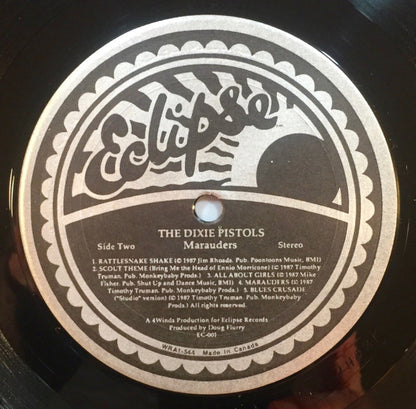 Eclipse
THE DIXIE PISTOLS
Side Two Marauders Stereo
1. RATTLESNAKE SHAKE (© 1987 Jim Rhoads. Pub. Poontoons Music, BMI)
2. SCOUT THEME (Bring Me the Head of Ennio Morricone) (© 1987 Timothy
Truman. Pub. Monkeybaby Prods.) 3. ALL ABOUT GIRLS (© 1987 Mike
Fisher. Pub. Shut Up and Dance Music, BMI) 4. MARAUDERS (© 1987
Timothy Truman. Pub. Monkeybaby Prods.) 5. BLUES CRUSADE
("Studio" version) (© 1987 Timothy Truman. Pub. Monkeybaby
Prods.) All rights reserved.
A 4Winds Production for Eclipse Records
Produced by Doug Flurry
EC-001
WRA1-544 Made in Canada